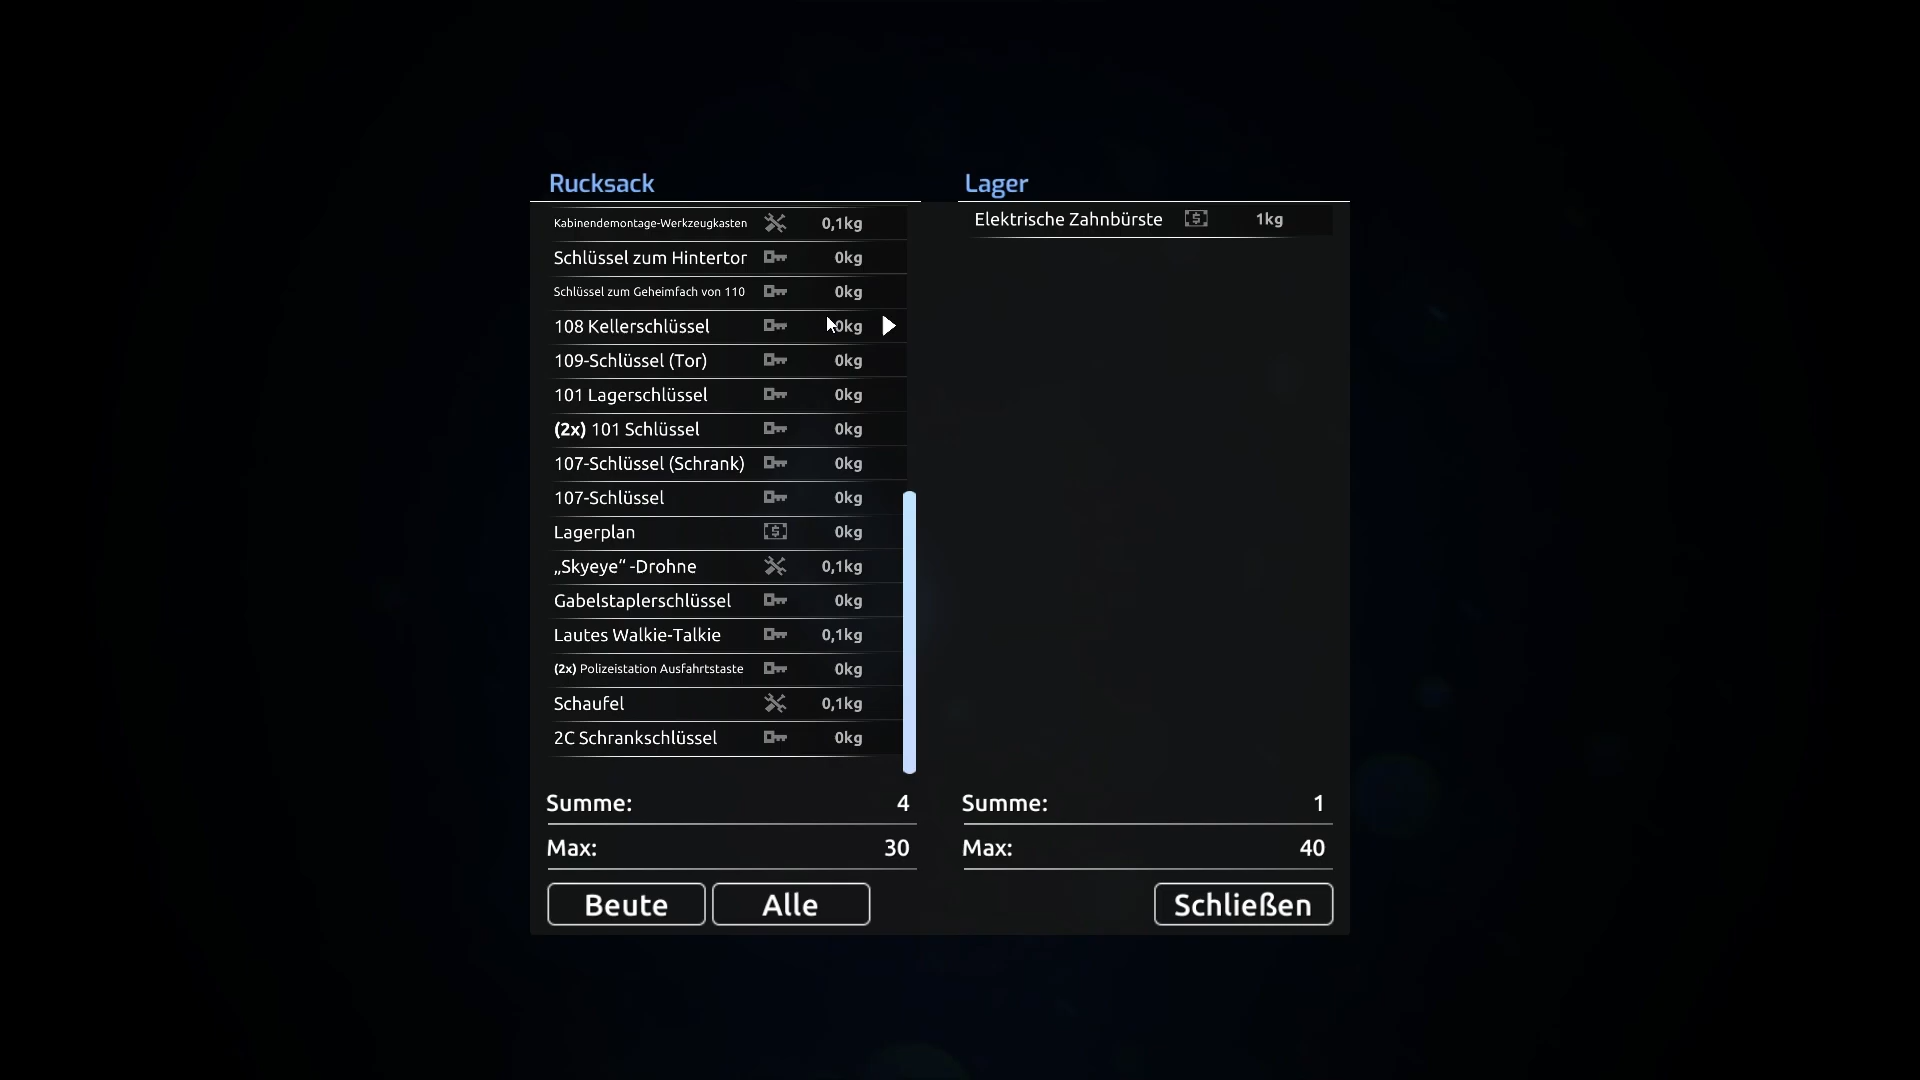 Rucksack
Kabinendemontage-Werkzeugkasten 0,1kg
Schlüssel zum Hintertor 0kg
Schlüssel zum Geheimfach von 110 0kg
108 Kellerschlüssel 0kg
109-Schlüssel (Tor) 0kg
101 Lagerschlüssel 0kg
(2x) 101 Schlüssel 0kg
107-Schlüssel (Schrank) 0kg
107-Schlüssel 0kg
Lagerplan 0kg
„Skyeye“ -Drohne 0,1kg
Gabelstaplerschlüssel 0kg
Lautes Walkie-Talkie 0,1kg
(2x) Polizeistation Ausfahrtstaste 0kg
Schaufel 0,1kg
2C Schrankschlüssel 0kg
Summe: 4
Max: 30
Beute Alle
Lager
Elektrische Zahnbürste 1kg
Summe: 1
Max: 40
Schließen